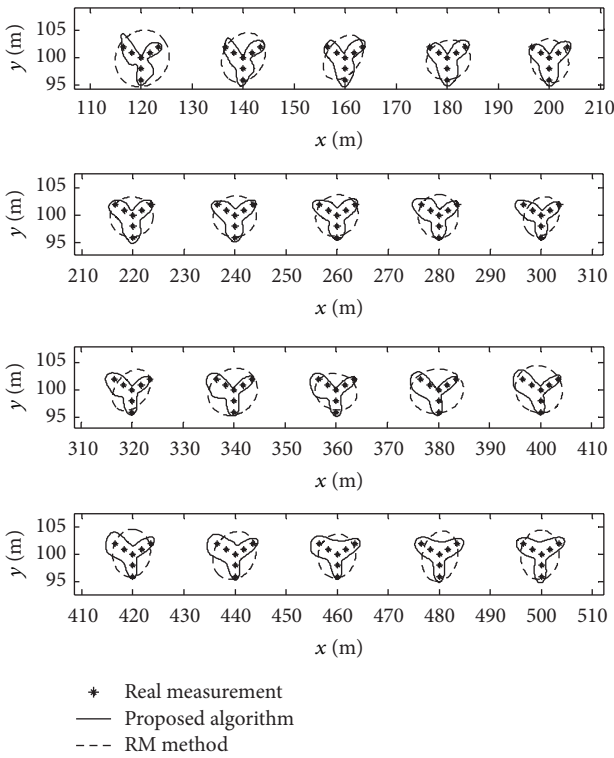 105
100
95
y (m)
110 120 130 140 150 160 170 180 190 200 210
x (m)
105
100
95
y (m)
210 220 230 240 250 260 270 280 290 300 310
x (m)
105
100
95
y (m)
310 320 330 340 350 360 370 380 390 400 410
x (m)
105
100
95
y (m)
410 420 430 440 450 460 470 480 490 500 510
x (m)
Real measurement
Proposed algorithm
RM method